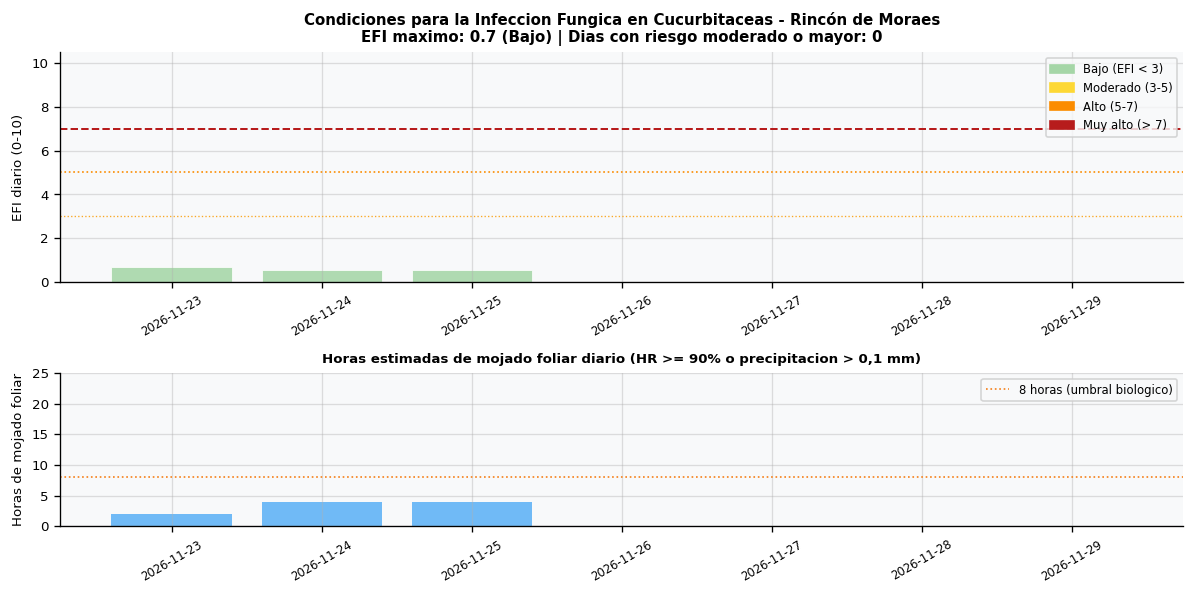 Condiciones para la Infeccion Fungica en Cucurbitaceas - Rincón de Moraes
EFI maximo: 0.7 (Bajo) | Dias con riesgo moderado o mayor: 0
EFI diario (0-10)
10
8
6
4
2
0
Bajo (EFI < 3)
Moderado (3-5)
Alto (5-7)
Muy alto (> 7)
2026-11-23
2026-11-24
2026-11-25
2026-11-26
2026-11-27
2026-11-28
2026-11-29
Horas estimadas de mojado foliar diario (HR >= 90% o precipitacion > 0,1 mm)
Horas de mojado foliar
25
20
15
10
5
0
8 horas (umbral biologico)
2026-11-23
2026-11-24
2026-11-25
2026-11-26
2026-11-27
2026-11-28
2026-11-29